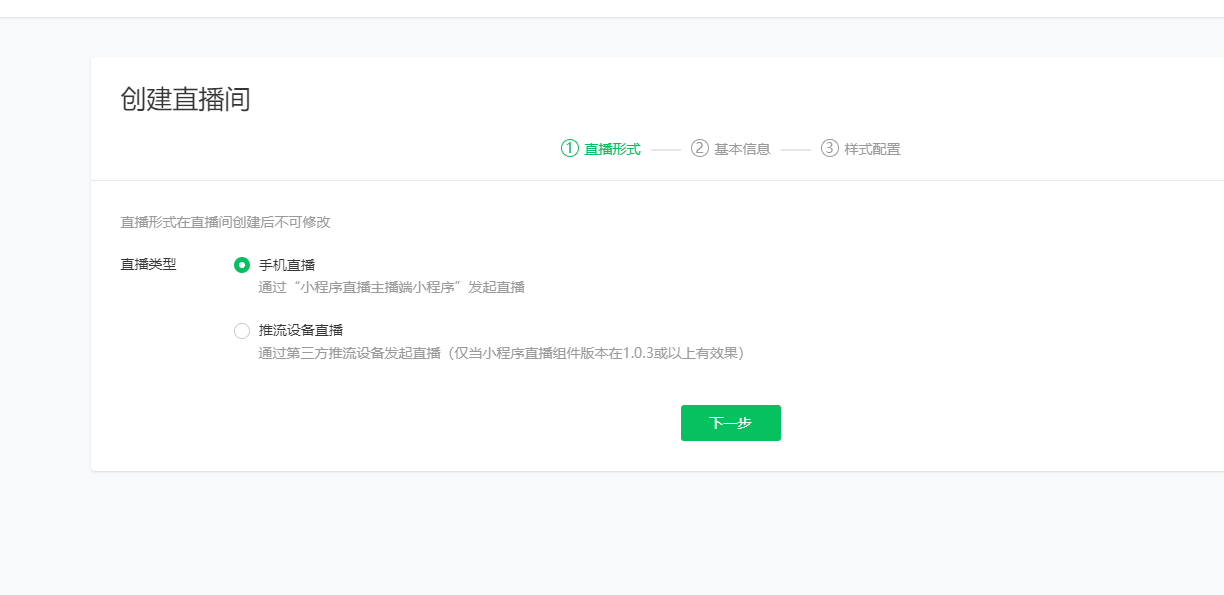 创建直播间
① 直播形式 ② 基本信息 ③ 样式配置
直播形式在直播间创建后不可修改
直播类型 手机直播
通过“小程序直播主播端小程序”发起直播
推流设备直播
通过第三方推流设备发起直播（仅当小程序直播组件版本在1.0.3或以上有效果）
下一步